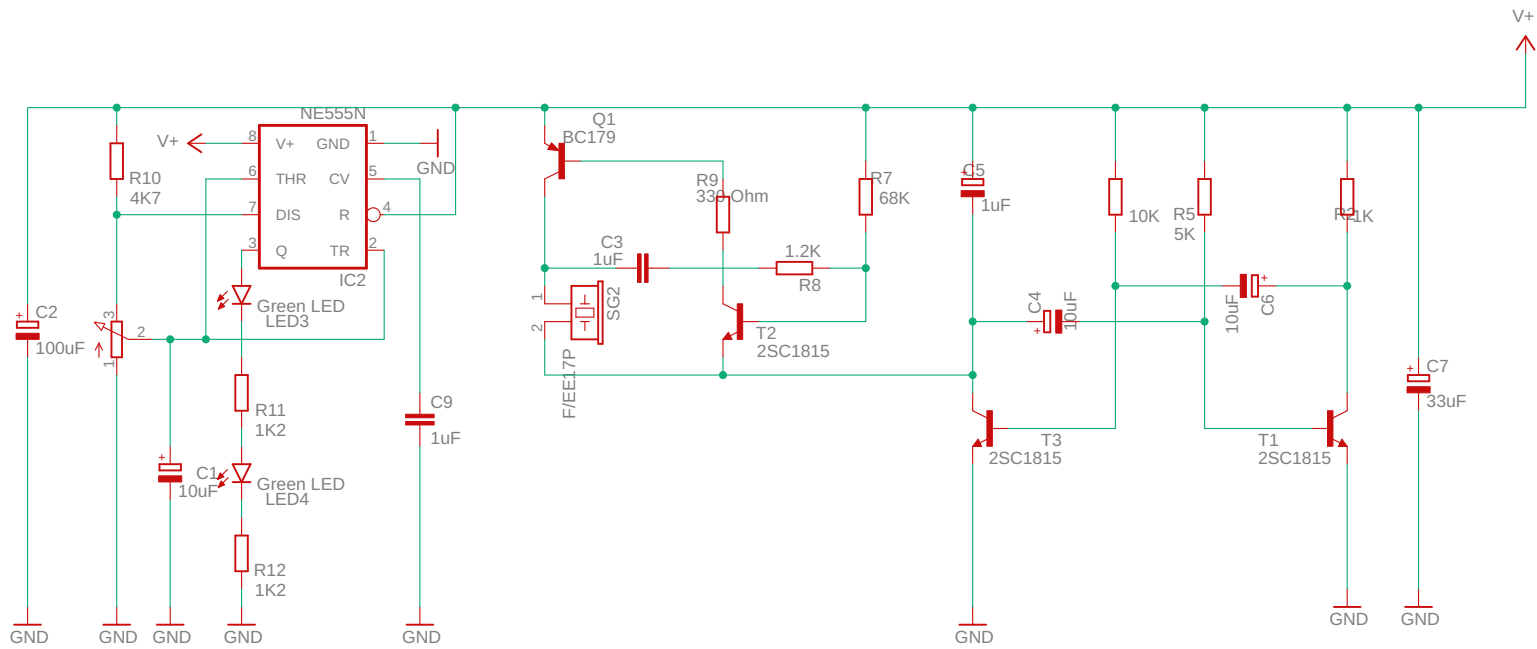 V+
NE555N
V+
8
V+
GND
1
GND
6
THR
CV
5
7
DIS
R
4
3
Q
TR
2
IC2
R10
4K7
C2
100uF
3
2
1
Green LED
LED3
R11
1K2
C1
10uF
Green LED
LED4
R12
1K2
C9
1uF
Q1
BC179
R9
330 Ohm
R7
68K
C3
1uF
1.2K
R8
1
2
SG2
F/EE17P
T2
2SC1815
C5
1uF
10K
R5
5K
R2
1K
C4
10uF
10uF
C6
T3
2SC1815
T1
2SC1815
C7
33uF
GND
GND
GND
GND
GND
GND
GND
GND